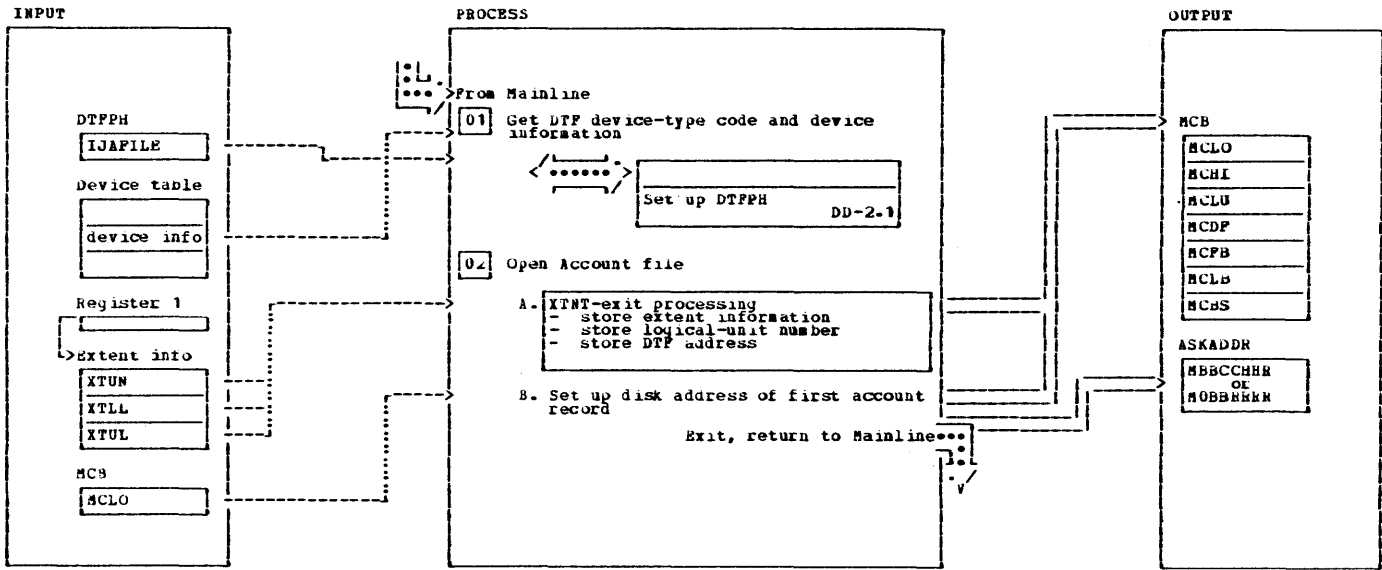 INPUT
DTFPH
IJAFILE
Device table
device info
Register 1
Extent info
XTUN
XTLL
XTUL
MCB
MCLO
PROCESS
From Mainline
01 Get DTF device-type code and device
information
Set up DTFPH
DD-2.1
02 Open Account file
A. XTNT-exit processing
- store extent information
- store logical-unit number
- store DTF address
B. Set up disk address of first account
record
Exit, return to Mainline
OUTPUT
MCB
MCLO
MCHI
MCLU
MCDF
MCFB
MCLB
MCBS
ASKADDR
MBBCCHHR
or